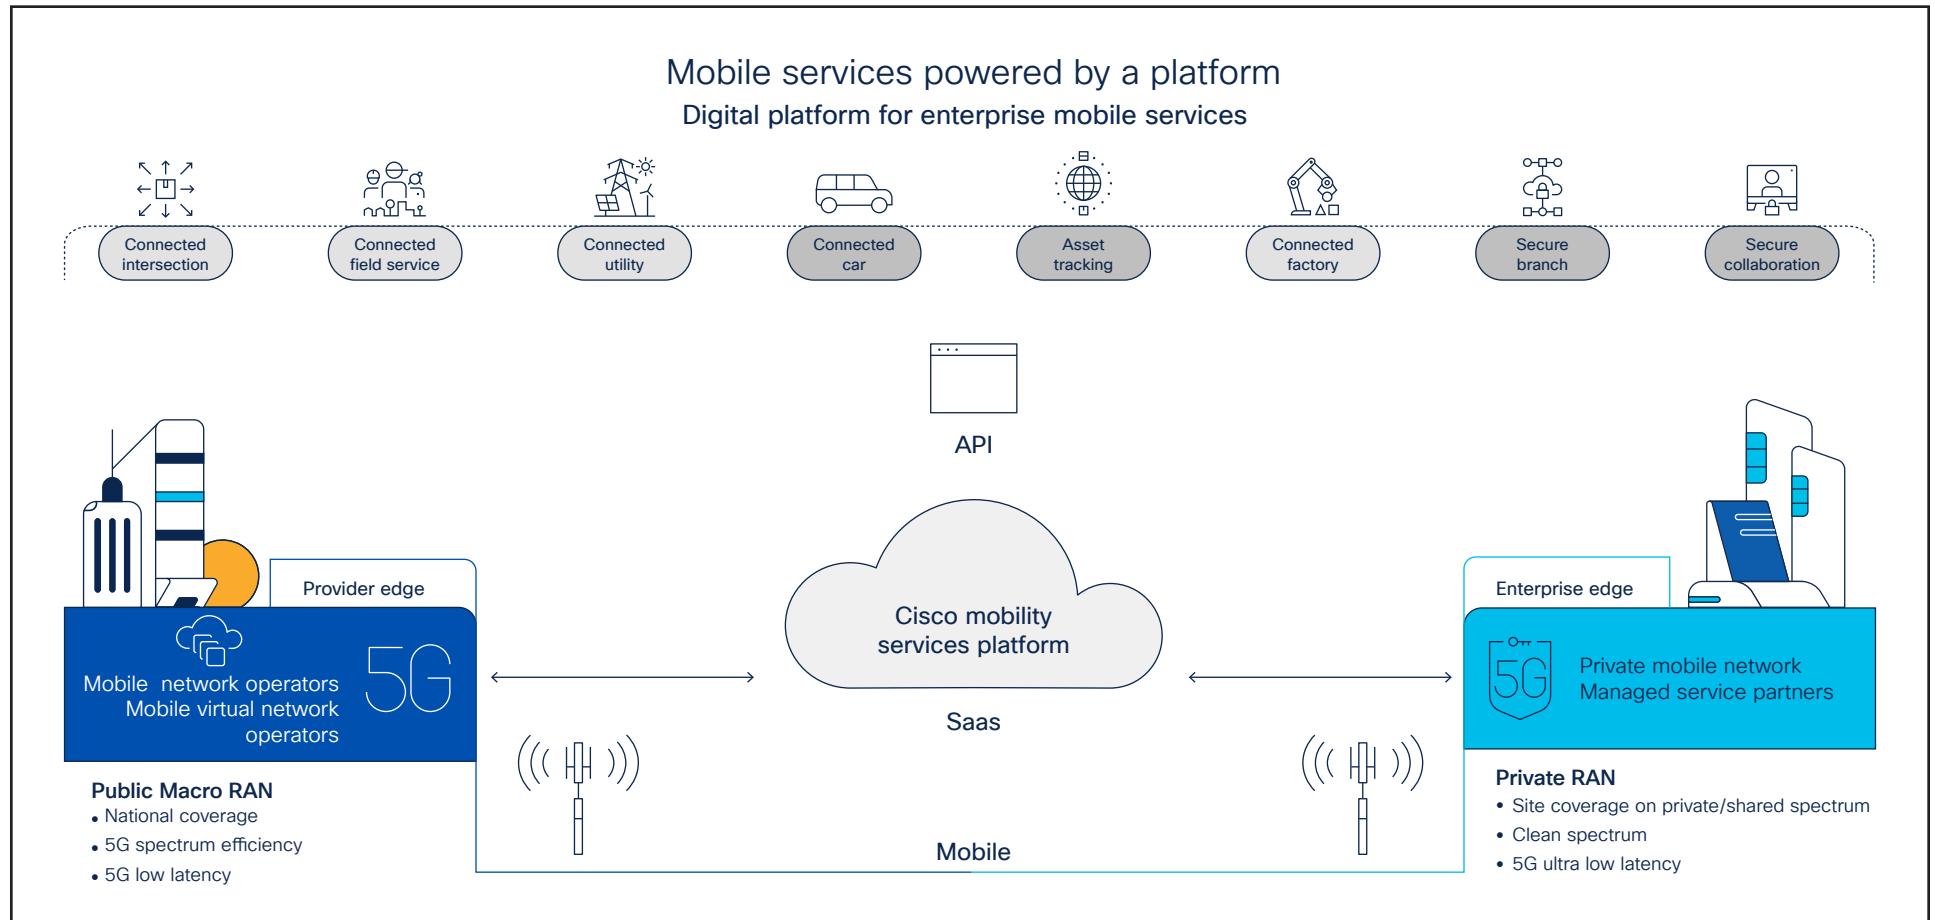 Mobile services powered by a platform
Digital platform for enterprise mobile services
Connected
intersection
Connected
field service
Connected
utility
Connected
car
Asset
tracking
Connected
factory
Secure
branch
Secure
collaboration
API
Provider edge
Mobile network operators
Mobile virtual network
operators
5G
Cisco mobility
services platform
Saas
Enterprise edge
5G
Private mobile network
Managed service partners
Public Macro RAN
• National coverage
• 5G spectrum efficiency
• 5G low latency
Mobile
Private RAN
• Site coverage on private/shared spectrum
• Clean spectrum
• 5G ultra low latency